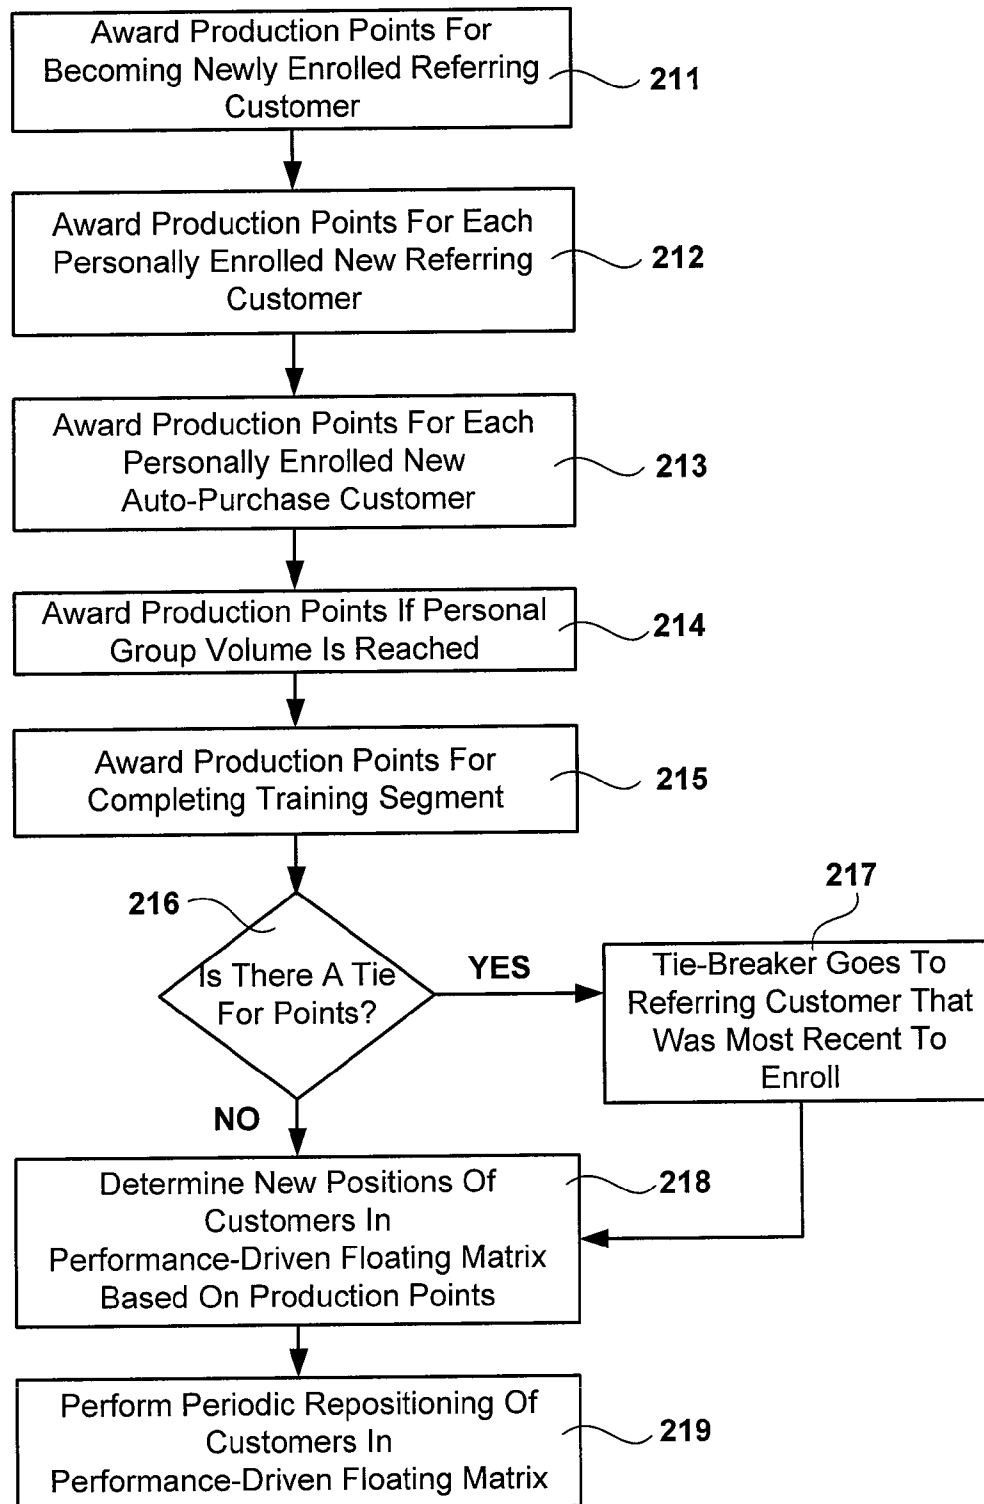 Award Production Points For
Becoming Newly Enrolled Referring
Customer
211
Award Production Points For Each
Personally Enrolled New Referring
Customer
212
Award Production Points For Each
Personally Enrolled New
Auto-Purchase Customer
213
Award Production Points If Personal
Group Volume Is Reached
214
Award Production Points For
Completing Training Segment
215
216
Is There A Tie
For Points?
YES
217
Tie-Breaker Goes To
Referring Customer That
Was Most Recent To
Enroll
NO
Determine New Positions Of
Customers In
Performance-Driven Floating Matrix
Based On Production Points
218
Perform Periodic Repositioning Of
Customers In
Performance-Driven Floating Matrix
219